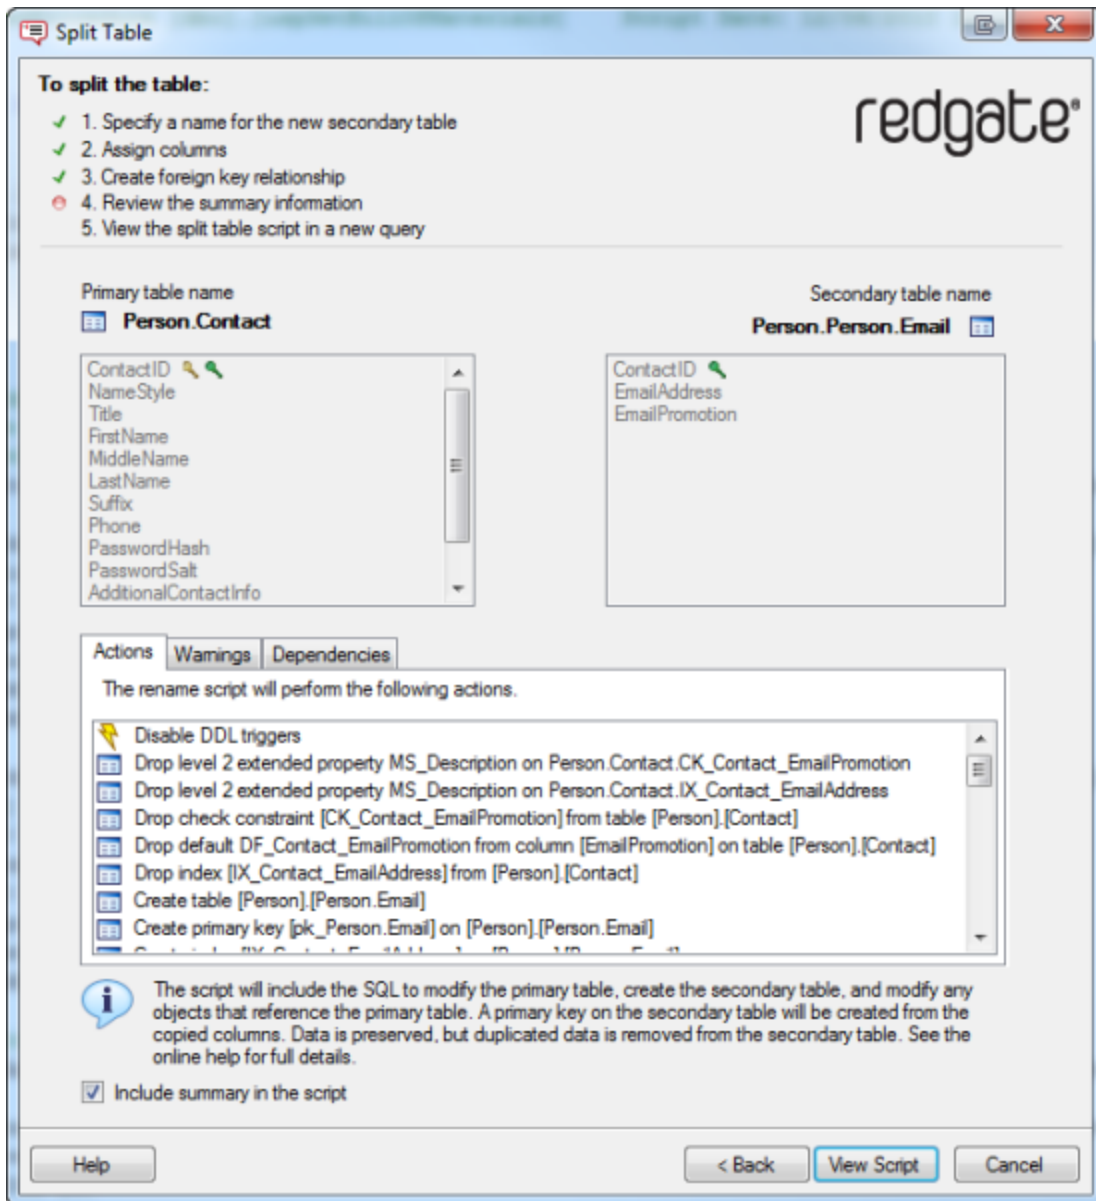 Split Table
To split the table:
redgate
1. Specify a name for the new secondary table
2. Assign columns
3. Create foreign key relationship
4. Review the summary information
5. View the split table script in a new query
Primary table name
Person.Contact
Secondary table name
Person.Person.Email
ContactID
NameStyle
Title
FirstName
MiddleName
LastName
Suffix
Phone
PasswordHash
PasswordSalt
AdditionalContactInfo
ContactID
EmailAddress
EmailPromotion
Actions Warnings Dependencies
The rename script will perform the following actions.
Disable DDL triggers
Drop level 2 extended property MS_Description on Person.Contact.CK_Contact_EmailPromotion
Drop level 2 extended property MS_Description on Person.Contact.IX_Contact_EmailAddress
Drop check constraint [CK_Contact_EmailPromotion] from table [Person].[Contact]
Drop default DF_Contact_EmailPromotion from column [EmailPromotion] on table [Person].[Contact]
Drop index [IX_Contact_EmailAddress] from [Person].[Contact]
Create table [Person].[Person.Email]
Create primary key [pk_Person.Email] on [Person].[Person.Email]
The script will include the SQL to modify the primary table, create the secondary table, and modify any
objects that reference the primary table. A primary key on the secondary table will be created from the
copied columns. Data is preserved, but duplicated data is removed from the secondary table. See the
online help for full details.
Include summary in the script
Help
< Back
View Script
Cancel